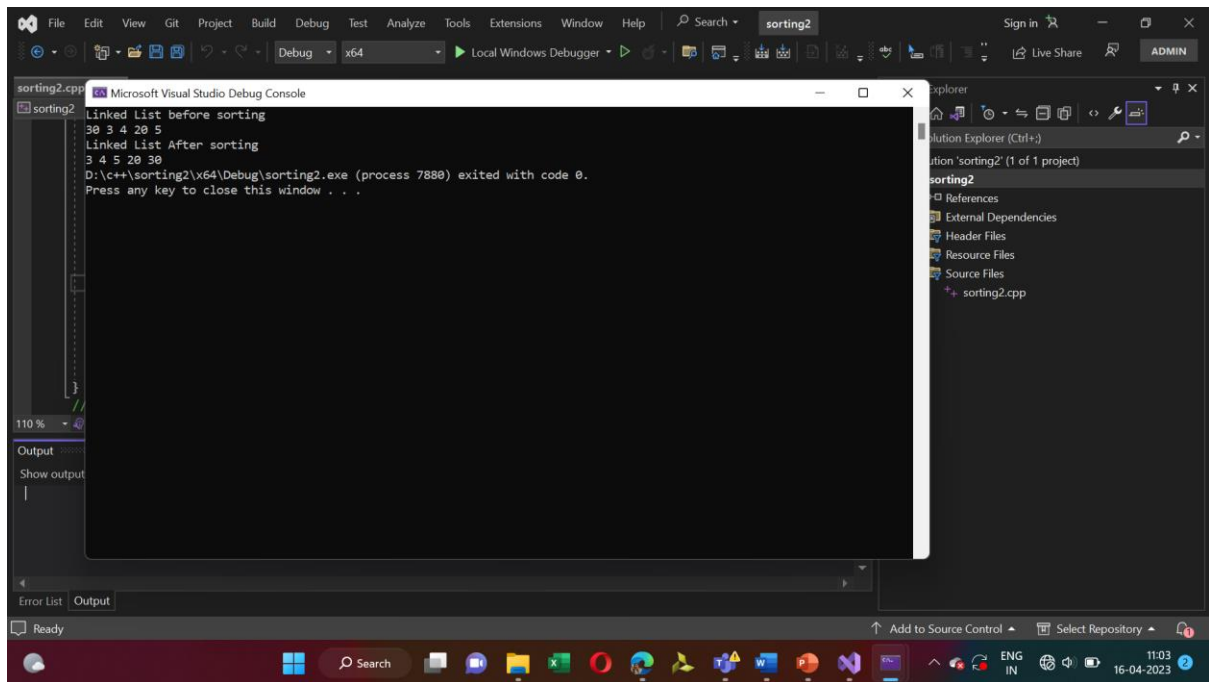 File Edit View Git Project Build Debug Test Analyze Tools Extensions Window Help Search sorting2 Sign in
Debug x64 Local Windows Debugger Live Share ADMIN
sorting2.cpp
sorting2
Microsoft Visual Studio Debug Console
Linked List before sorting
30 3 4 20 5
Linked List After sorting
3 4 5 20 30
D:\c++\sorting2\x64\Debug\sorting2.exe (process 7880) exited with code 0.
Press any key to close this window . . .
}
//
110 %
Output
Show output
Error List Output
Explorer
olution Explorer (Ctrl+;)
ution 'sorting2' (1 of 1 project)
sorting2
References
External Dependencies
Header Files
Resource Files
Source Files
++ sorting2.cpp
Ready Add to Source Control Select Repository 1
Search ENG 11:03
IN 16-04-2023 2